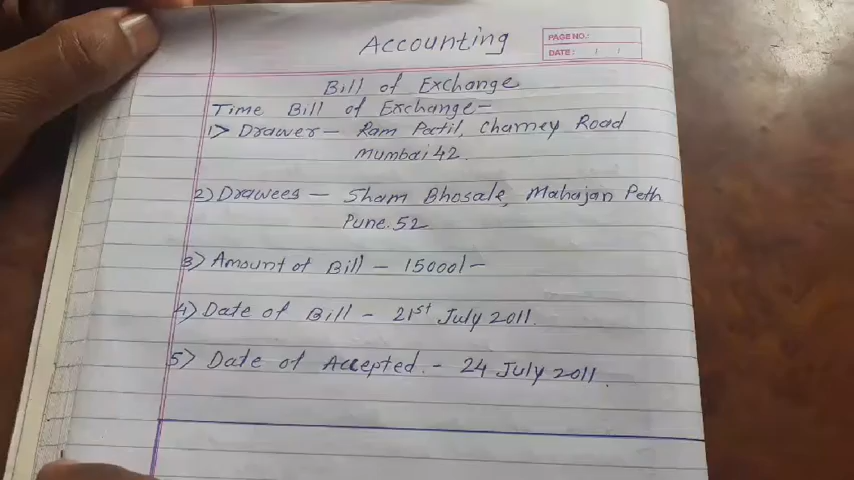 Accounting
PAGE NO.:
DATE: / /
Bill of Exchange
Time Bill of Exchange-
1> Drawer - Ram Patil, Charney Road
Mumbai 42.
2) Drawees - Sham Bhosale, Mahajan Peth
Pune.52
3> Amount of Bill - 15000/-
4) Date of Bill - 21st July 2011.
5> Date of Accepted. - 24 July 2011.